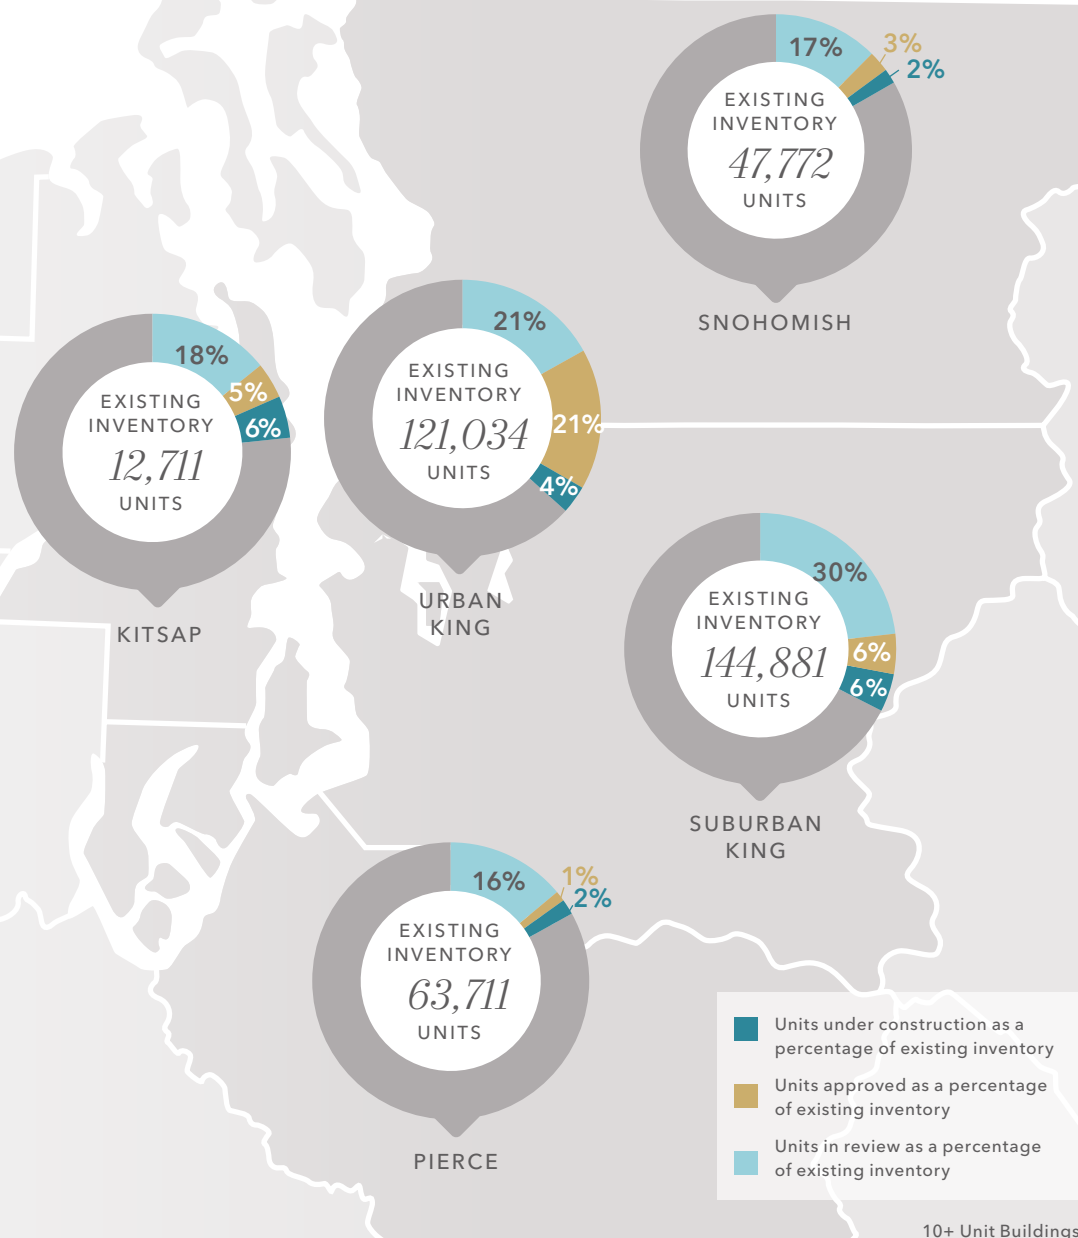 17%
3%
2%
EXISTING
INVENTORY
47,772
UNITS
SNOHOMISH
21%
21%
4%
EXISTING
INVENTORY
121,034
UNITS
URBAN
KING
18%
5%
6%
EXISTING
INVENTORY
12,711
UNITS
KITSAP
30%
6%
6%
EXISTING
INVENTORY
144,881
UNITS
SUBURBAN
KING
16%
1%
2%
EXISTING
INVENTORY
63,711
UNITS
PIERCE
Units under construction as a
percentage of existing inventory
Units approved as a percentage
of existing inventory
Units in review as a percentage
of existing inventory
10+ Unit Buildings